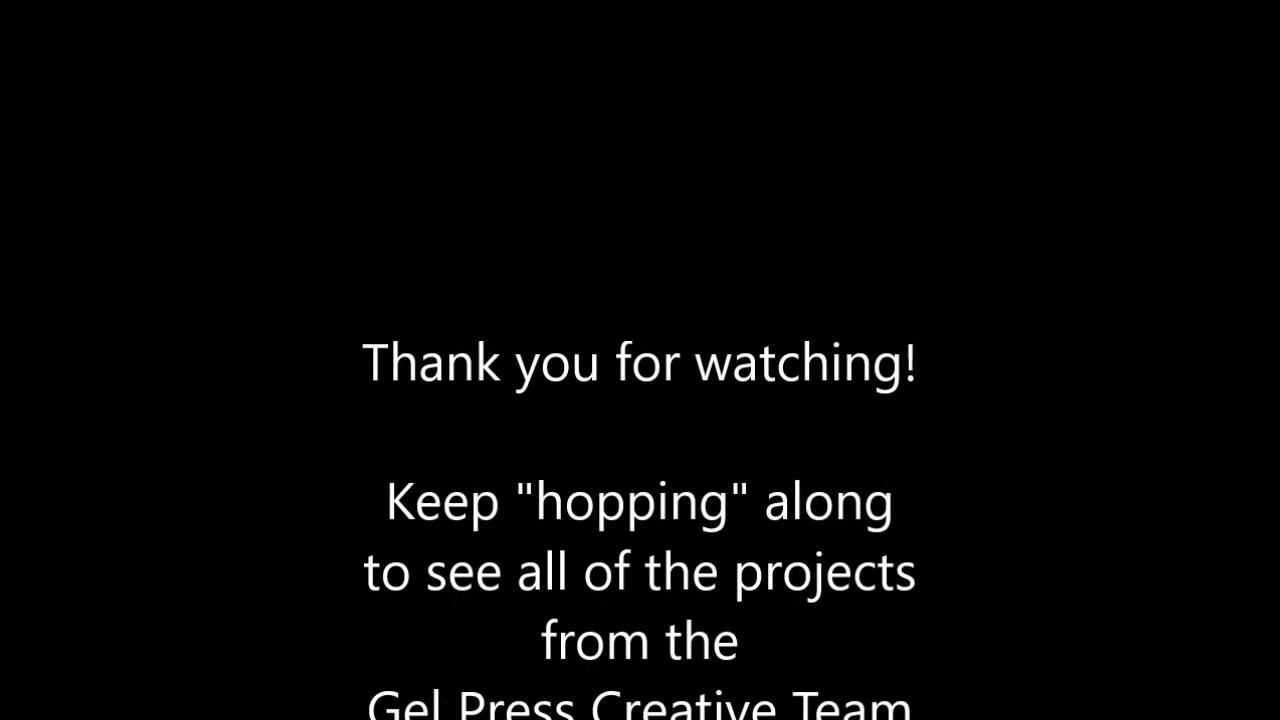 Thank you for watching!
Keep "hopping" along
to see all of the projects
from the
Gel Press Creative Team